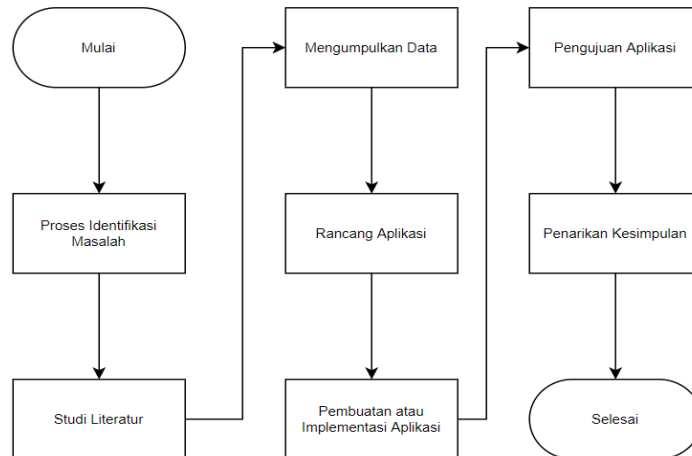 Mulai
Proses Identifikasi
Masalah
Studi Literatur
Mengumpulkan Data
Rancang Aplikasi
Pembuatan atau
Implementasi Aplikasi
Pengujuan Aplikasi
Penarikan Kesimpulan
Selesai